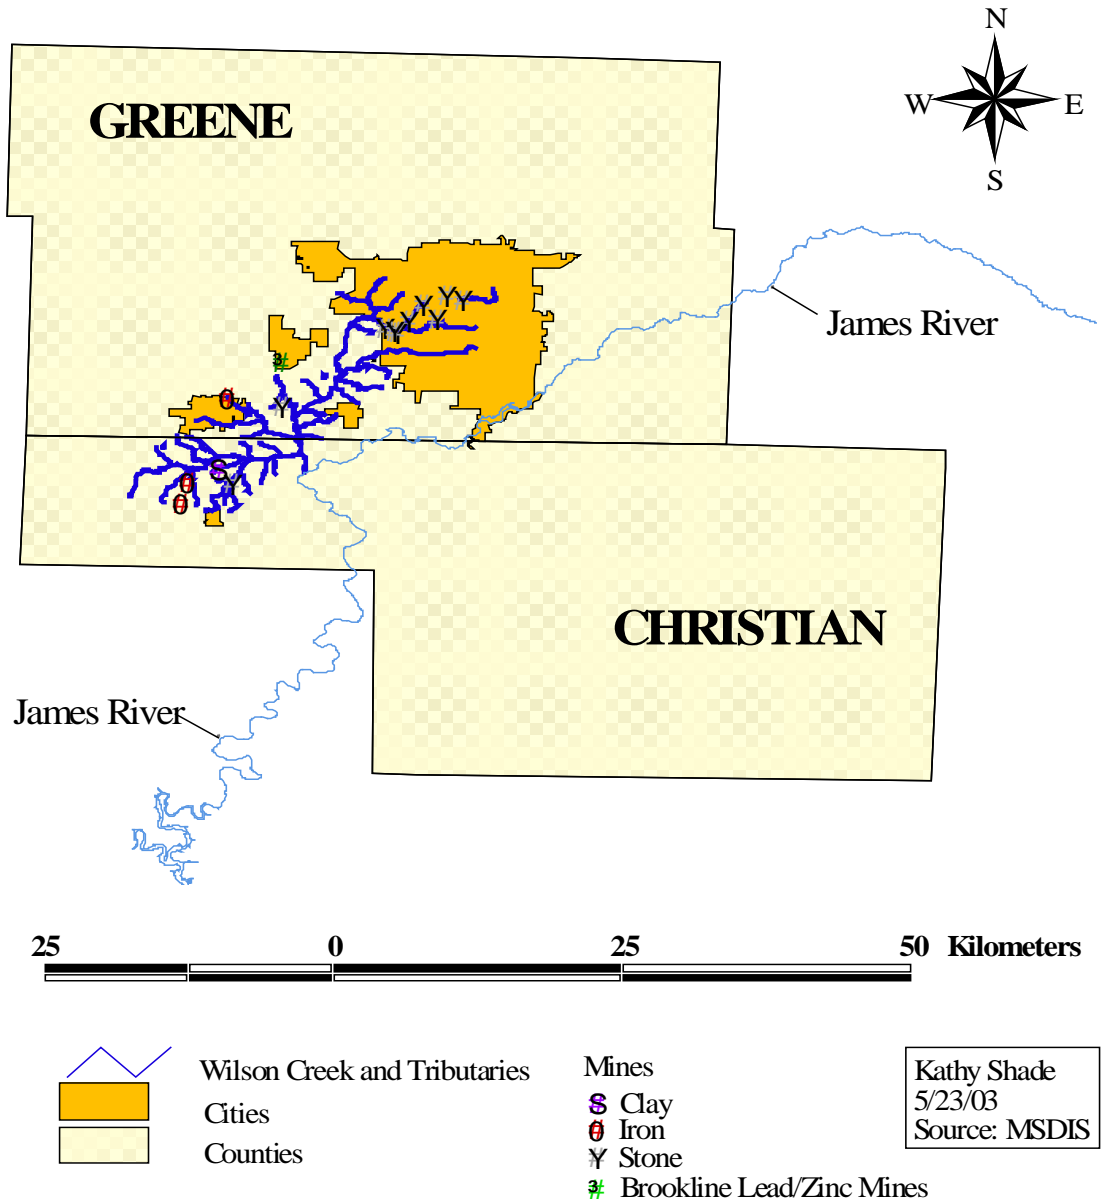 N
W E
S
GREENE
James River
CHRISTIAN
James River
25 0 25 50 Kilometers
Wilson Creek and Tributaries
Cities
Counties
Mines
Clay
Iron
Stone
Brookline Lead/Zinc Mines
Kathy Shade
5/23/03
Source: MSDIS